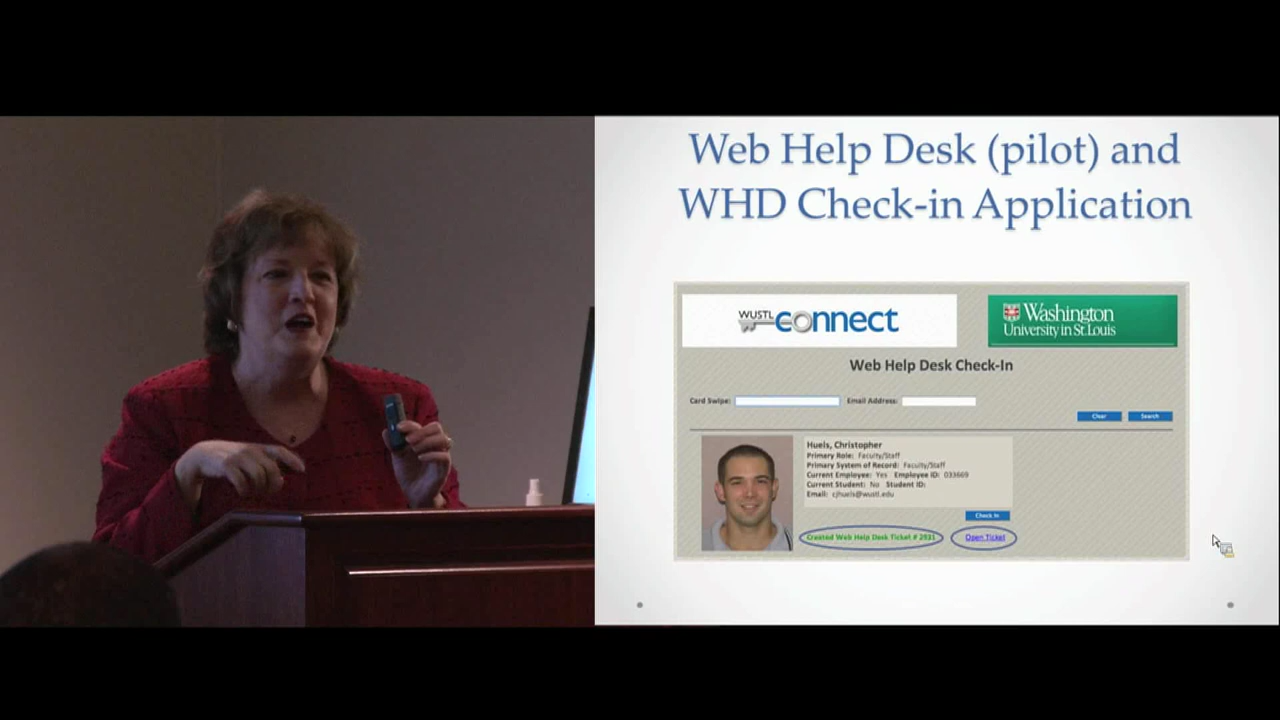 Web Help Desk (pilot) and
WHD Check-in Application
WUSTL connect
Washington
University in St.Louis
Web Help Desk Check-In
Card Swipe:
Email Address:
Clear
Search
Huels, Christopher
Primary Role: Faculty/Staff
Primary System of Record: Faculty/Staff
Current Employee: Yes Employee ID: 033669
Current Student: No Student ID:
Email: cjhuels@wustl.edu
Check In
Created Web Help Desk Ticket # 2931
Open Ticket